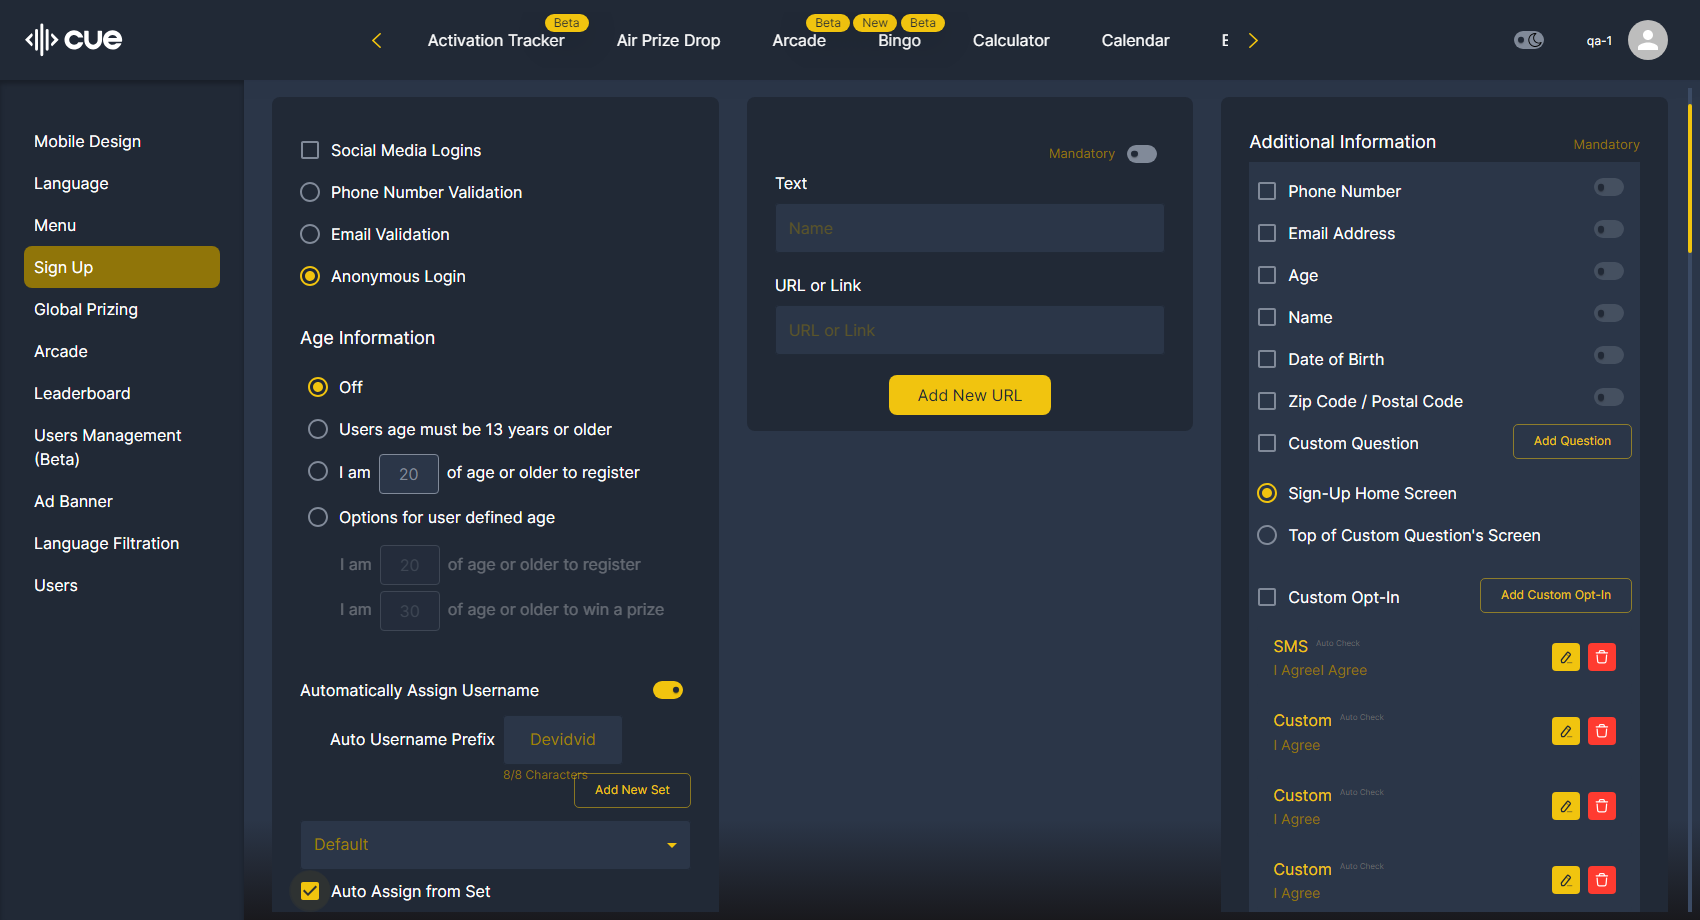 cue
Beta
Beta
New
Beta
Activation Tracker
Air Prize Drop
Arcade
Bingo
Calculator
Calendar
qa-1
Mobile Design
Language
Menu
Sign Up
Global Prizing
Arcade
Leaderboard
Users Management
(Beta)
Ad Banner
Language Filtration
Users
Social Media Logins
Phone Number Validation
Email Validation
Anonymous Login
Age Information
Off
Users age must be 13 years or older
I am 20 of age or older to register
Options for user defined age
I am 20 of age or older to register
I am 30 of age or older to win a prize
Automatically Assign Username
Auto Username Prefix Devidvid
8/8 Characters
Add New Set
Default
Auto Assign from Set
Mandatory
Text
Name
URL or Link
URL or Link
Add New URL
Additional Information
Mandatory
Phone Number
Email Address
Age
Name
Date of Birth
Zip Code / Postal Code
Custom Question
Add Question
Sign-Up Home Screen
Top of Custom Question's Screen
Custom Opt-In
Add Custom Opt-In
SMS Auto Check
I AgreeI Agree
Custom Auto Check
I Agree
Custom Auto Check
I Agree
Custom Auto Check
I Agree